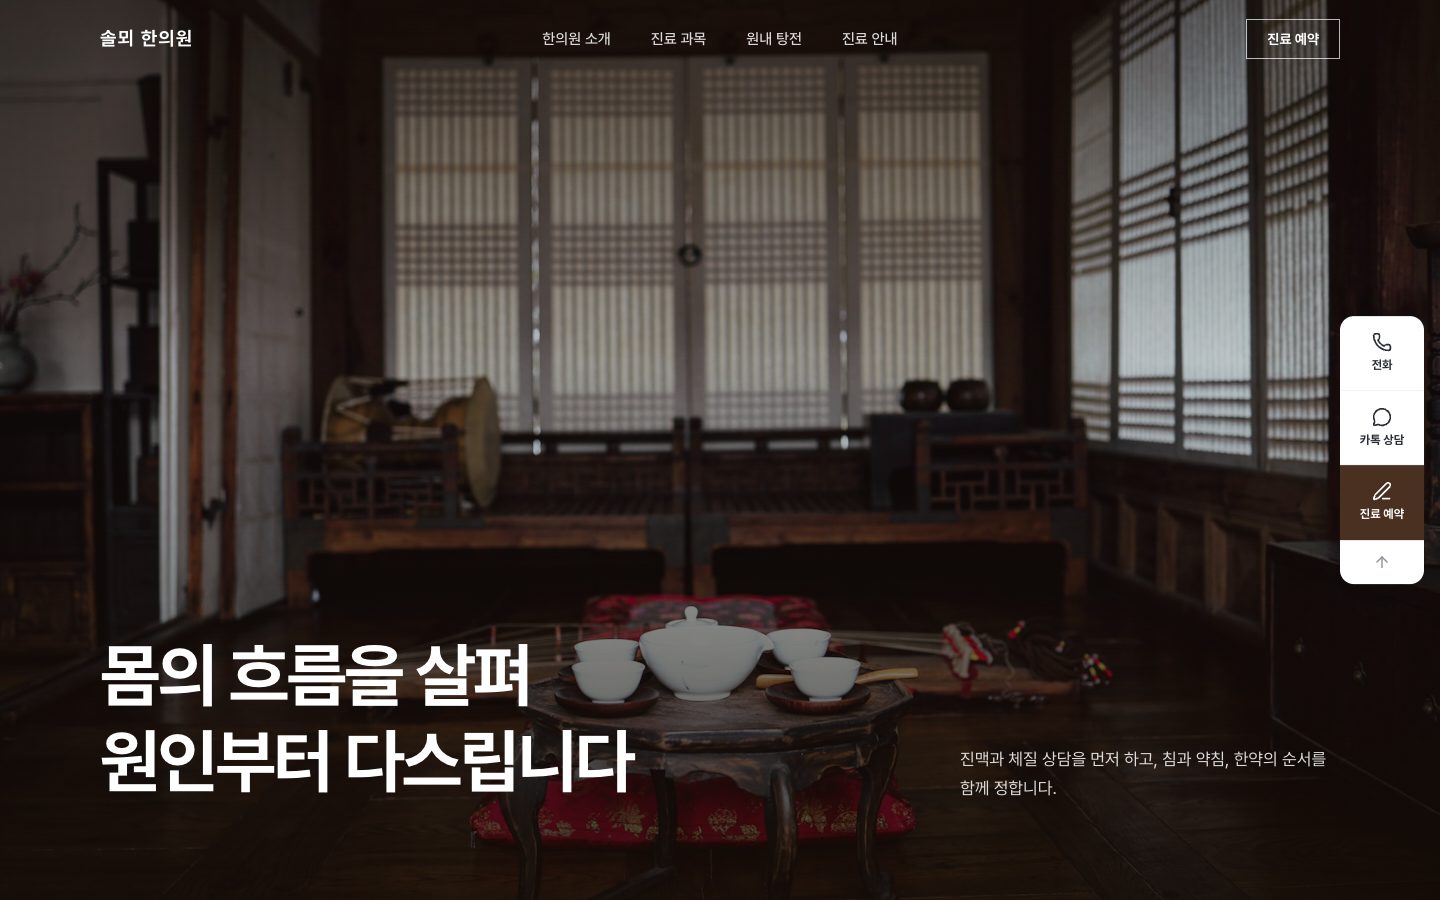 솔뫼 한의원
한의원 소개
진료 과목
원내 탕전
진료 안내
진료 예약
전화
카톡 상담
진료 예약
몸의 흐름을 살펴
원인부터 다스립니다
진맥과 체질 상담을 먼저 하고, 침과 약침, 한약의 순서를
함께 정합니다.